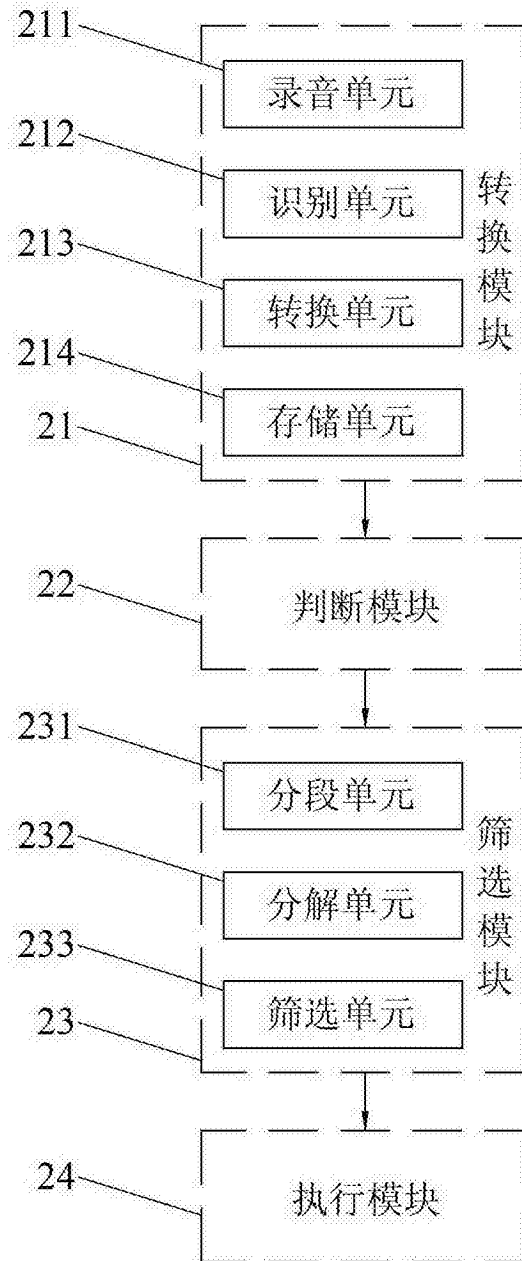 211
录音单元
212
识别单元
213
转换单元
214
存储单元
21
转换模块
22
判断模块
231
分段单元
232
分解单元
233
筛选单元
23
筛选模块
24
执行模块